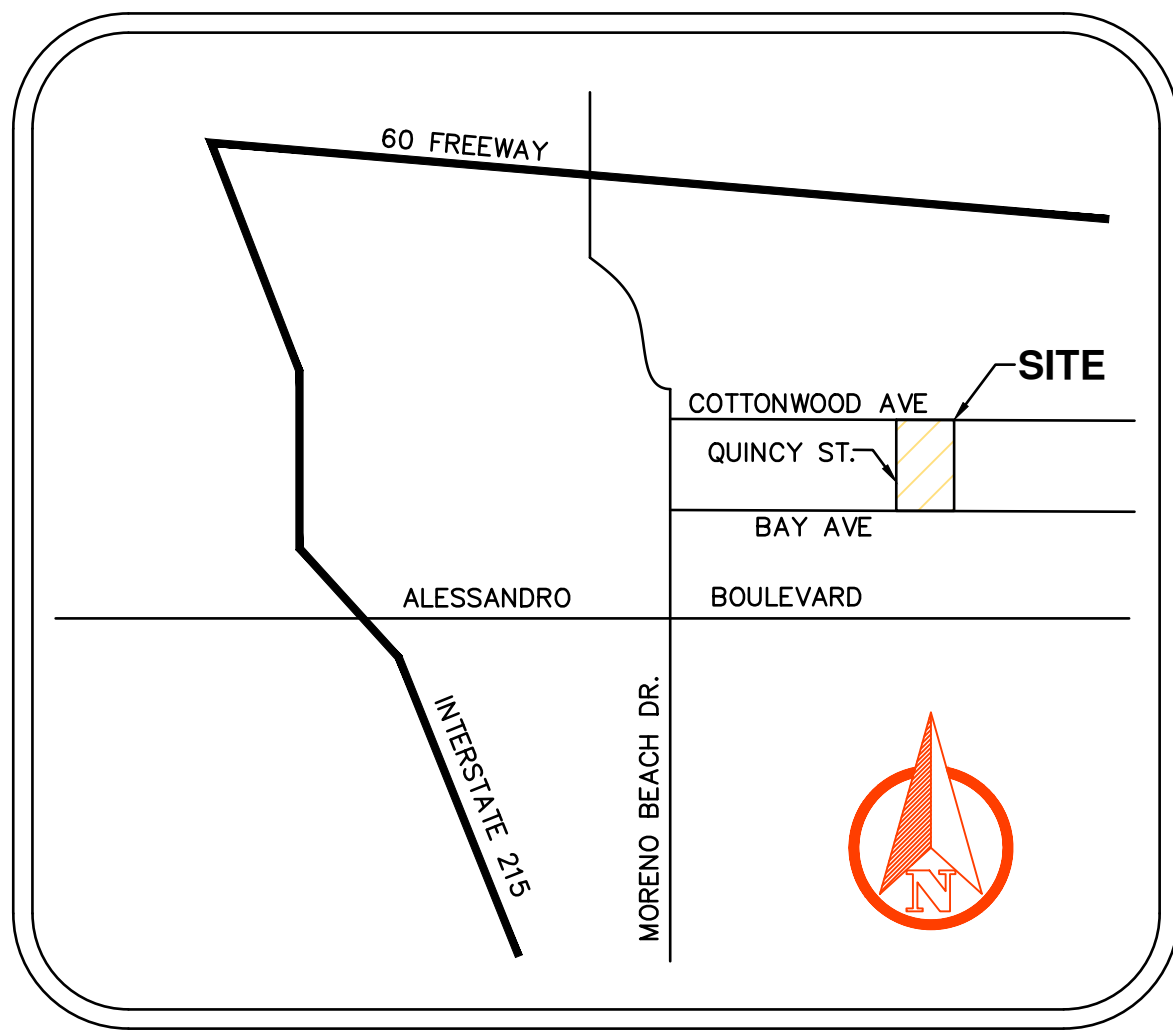 60 FREEWAY
SITE
COTTONWOOD AVE
QUINCY ST.
BAY AVE
ALESSANDRO BOULEVARD
INTERSTATE 215
MORENO BEACH DR.
N